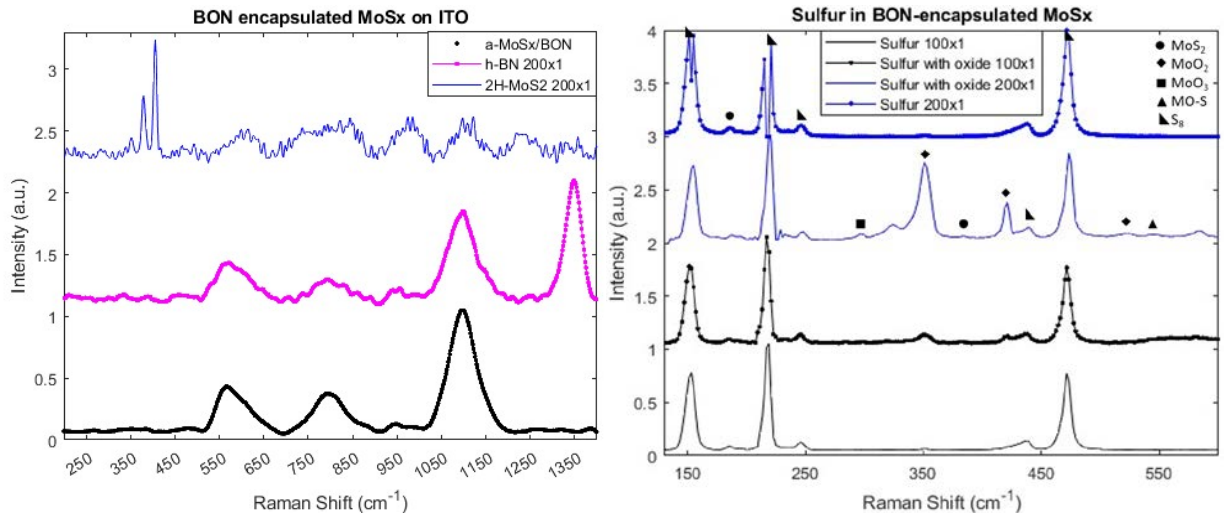 BON encapsulated MoSx on ITO
a-MoSx/BON
h-BN 200x1
2H-MoS2 200x1
Intensity (a.u.)
3.5
3
2.5
2
1.5
1
0.5
0
250 350 450 550 650 750 850 950 1050 1150 1250 1350
Raman Shift (cm⁻¹)
Sulfur in BON-encapsulated MoSx
Sulfur 100x1
Sulfur with oxide 100x1
Sulfur with oxide 200x1
Sulfur 200x1
MoS₂
MoO₂
MoO₃
MO-S
S₈
Intensity (a.u.)
4
3.5
3
2.5
2
1.5
1
0.5
0
130 250 350 450 550
Raman Shift (cm⁻¹)